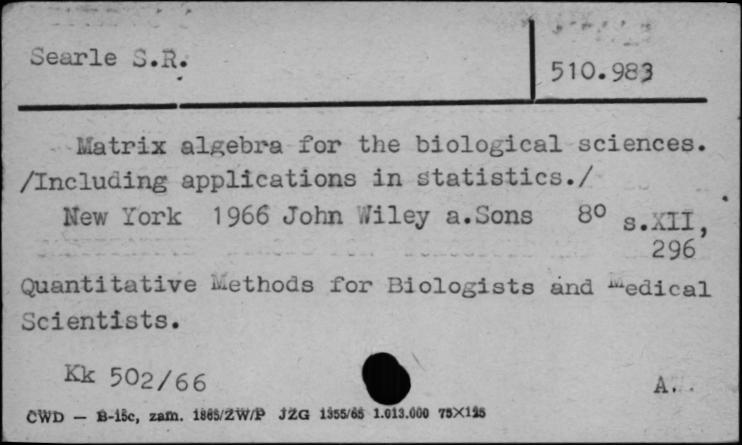 Searle S.R.
510.983
Matrix algebra for the biological sciences.
/Including applications in statistics./
New York 1966 John Wiley a.Sons 8° s.XII,
296
Quantitative Methods for Biologists and Medical
Scientists.
Kk 502/66
A.
CWD — B-15c, zam. 1865/ZW/P JZG 1355/65 1.013.000 75X125